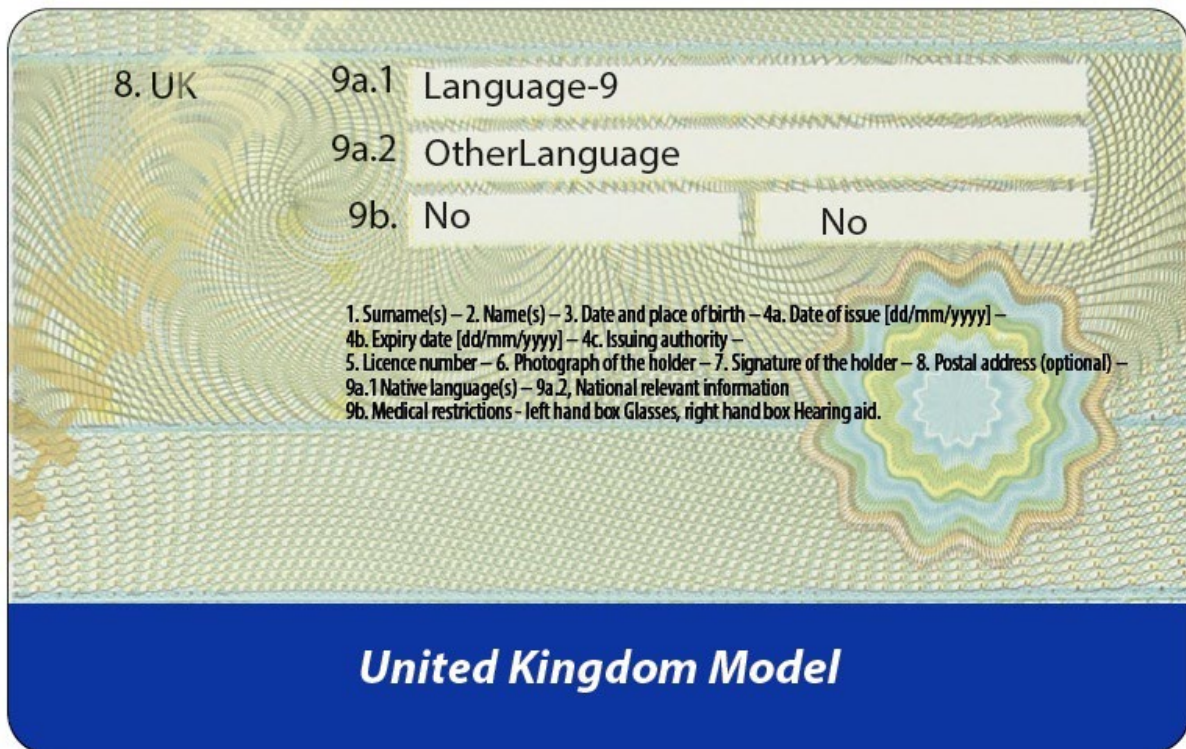 8. UK
9a.1 Language-9
9a.2 OtherLanguage
9b. No No
1. Surname(s) – 2. Name(s) – 3. Date and place of birth – 4a. Date of issue [dd/mm/yyyy] –
4b. Expiry date [dd/mm/yyyy] – 4c. Issuing authority –
5. Licence number – 6. Photograph of the holder – 7. Signature of the holder – 8. Postal address (optional) –
9a.1 Native language(s) – 9a.2, National relevant information
9b. Medical restrictions - left hand box Glasses, right hand box Hearing aid.
United Kingdom Model